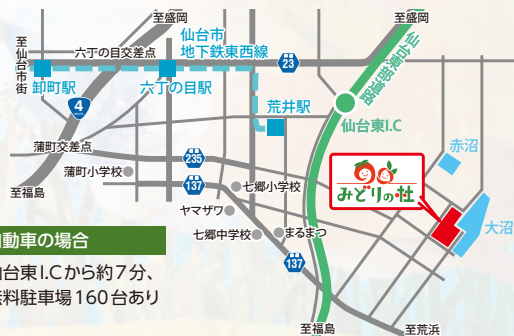 至盛岡
至盛岡
仙台市
地下鉄東西線
至仙台市街
六丁の目交差点
23
仙台東部道路
卸町駅
六丁の目駅
4
荒井駅
仙台東I.C
赤沼
蒲町交差点
235
蒲町小学校
137
七郷小学校
みどりの杜
至福島
ヤマザワ
大沼
七郷中学校
まるまつ
動車の場合
137
台東I.Cから約7分、
料駐車場160台あり
至福島
至荒浜